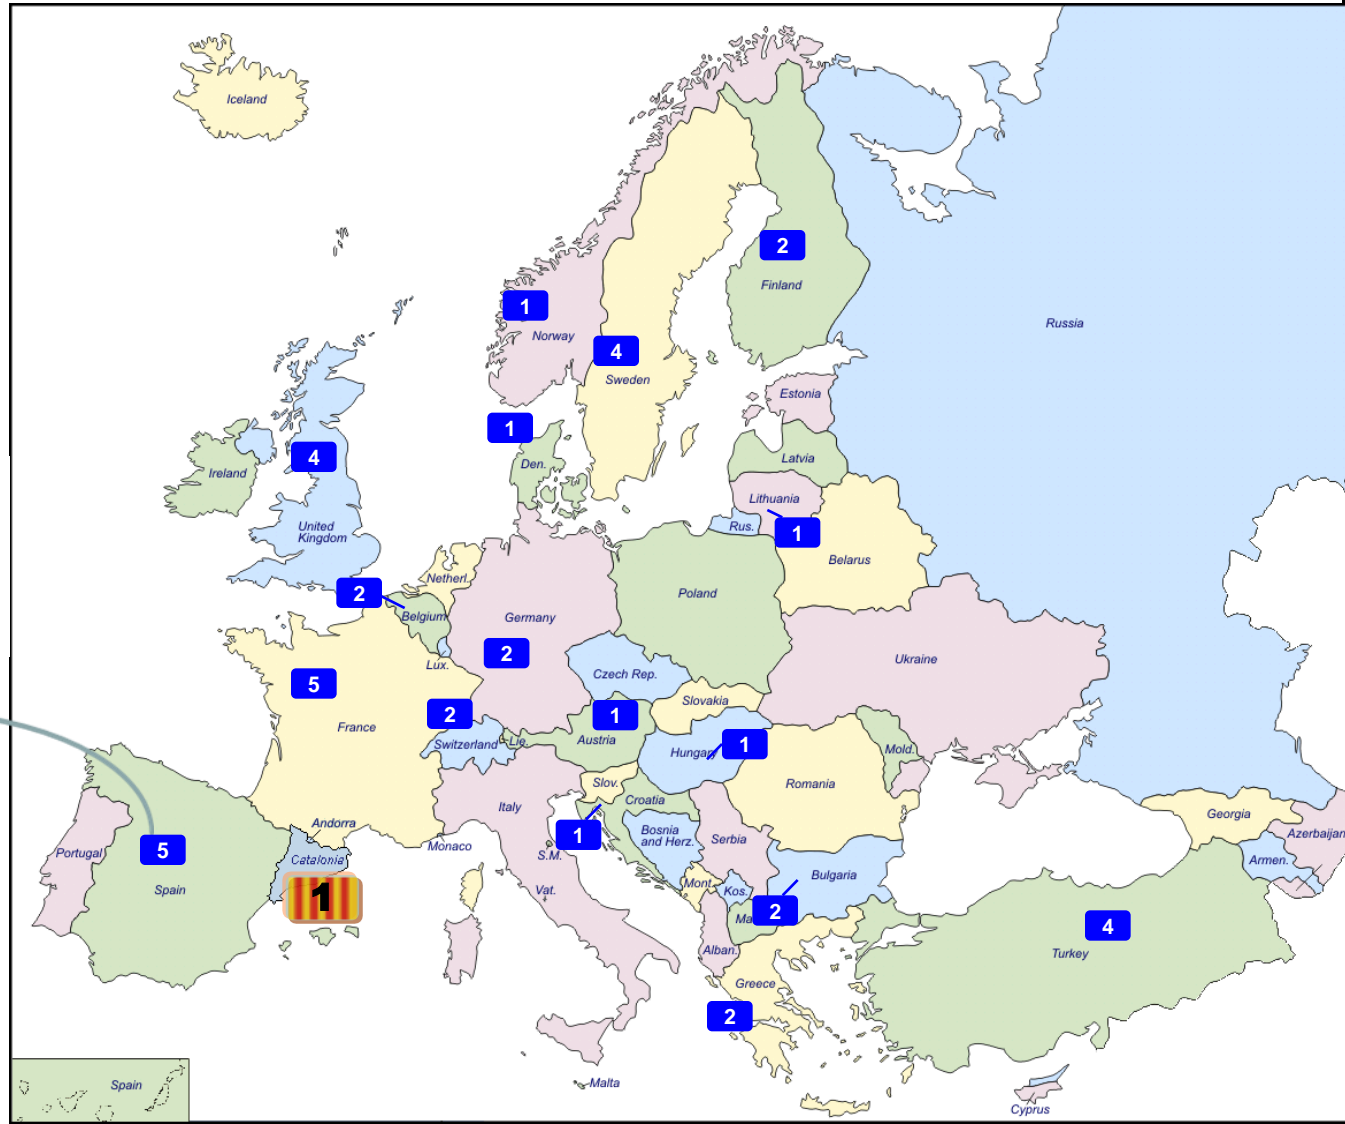 Iceland
2
Finland
Russia
1
Norway
4
Sweden
Estonia
1
Den.
Latvia
4
Ireland
Lithuania
United
Kingdom
Rus.
1
Belarus
Netherl.
2
Belgium
Germany
Poland
2
Lux.
Czech Rep.
Ukraine
5
France
2
Slovakia
1
Switzerland
Lie.
Austria
Hungar
1
Mold.
Italy
Slov.
Croatia
Romania
Georgia
Andorra
Monaco
1
Bosnia
and Herz.
Serbia
Azerbaijan
5
Portugal
Spain
Catalonia
1
S.M.
Vat.
Mont.
Kos.
Bulgaria
Armen.
Ma
2
4
Turkey
Alban.
Greece
2
Spain
Malta
Cyprus